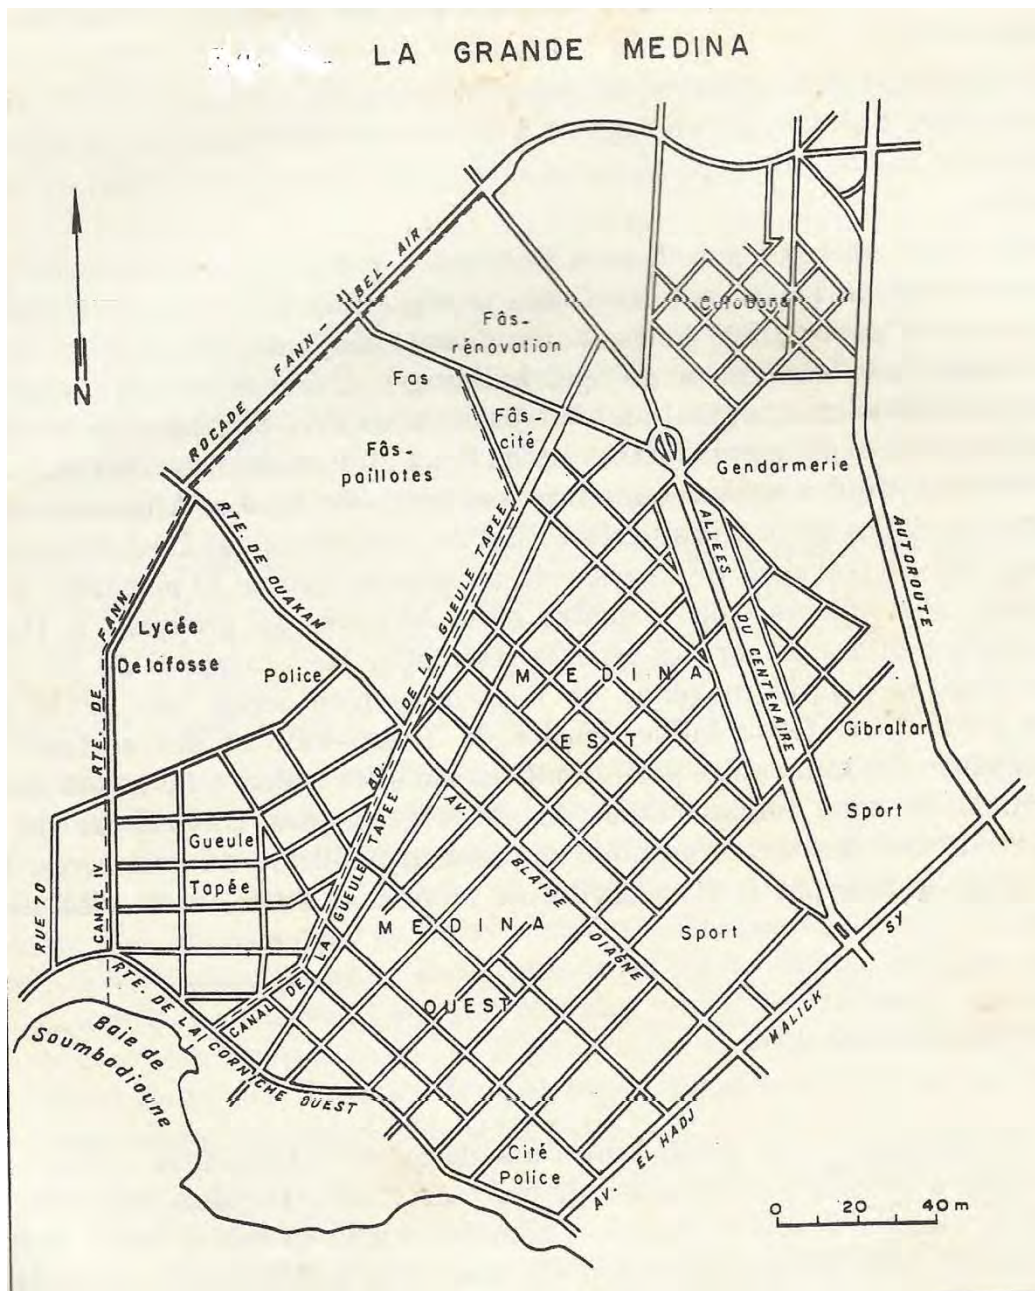 LA GRANDE MEDINA
ROCADE FANN-BEL-AIR
N
Fâs-
rénovation
Fas
Fâs-
cité
Fâs-
paillotes
Gendarmerie
RTE. DE OUAKAM
BD. DE LA GUEULE TAPEE
ALLEES DU CENTENAIRE
AUTOROUTE
RTE. DE FANN
Lycée
Delafosse
Police
MEDINA
EST
Gibraltar
Sport
AV. BLAISE DIAGNE
Gueule
Tapée
RUE 70
CANAL IV
CANAL DE LA GUEULE TAPEE
MEDINA
OUEST
Sport
AV. EL HADJ MALICK SY
RTE. DE LA CORNICHE OUEST
Baie de
Soumbadioune
Cité
Police
0 20 40 m